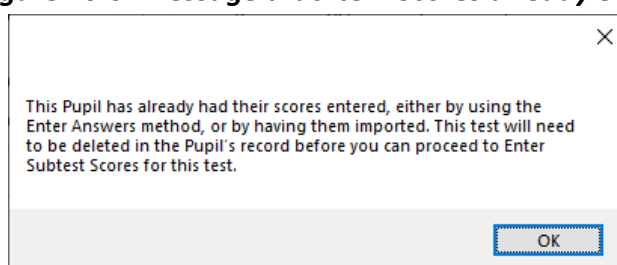 This Pupil has already had their scores entered, either by using the
Enter Answers method, or by having them imported. This test will need
to be deleted in the Pupil's record before you can proceed to Enter
Subtest Scores for this test.
OK